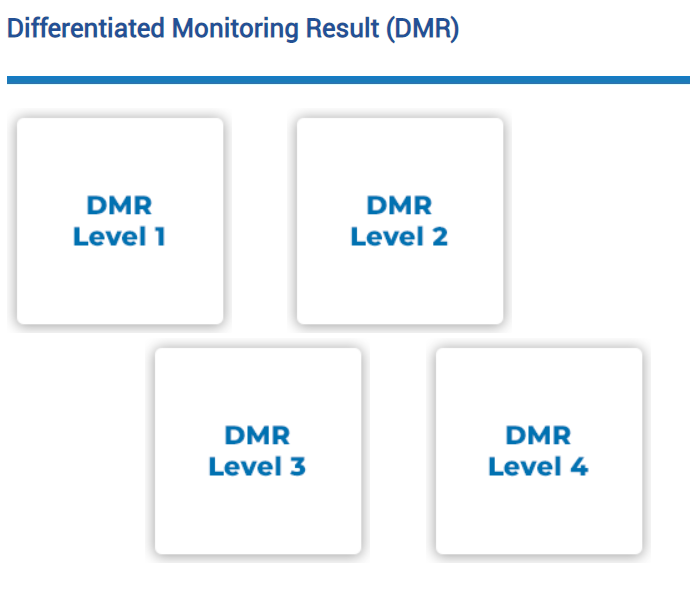 Differentiated Monitoring Result (DMR)
DMR
Level 1
DMR
Level 2
DMR
Level 3
DMR
Level 4